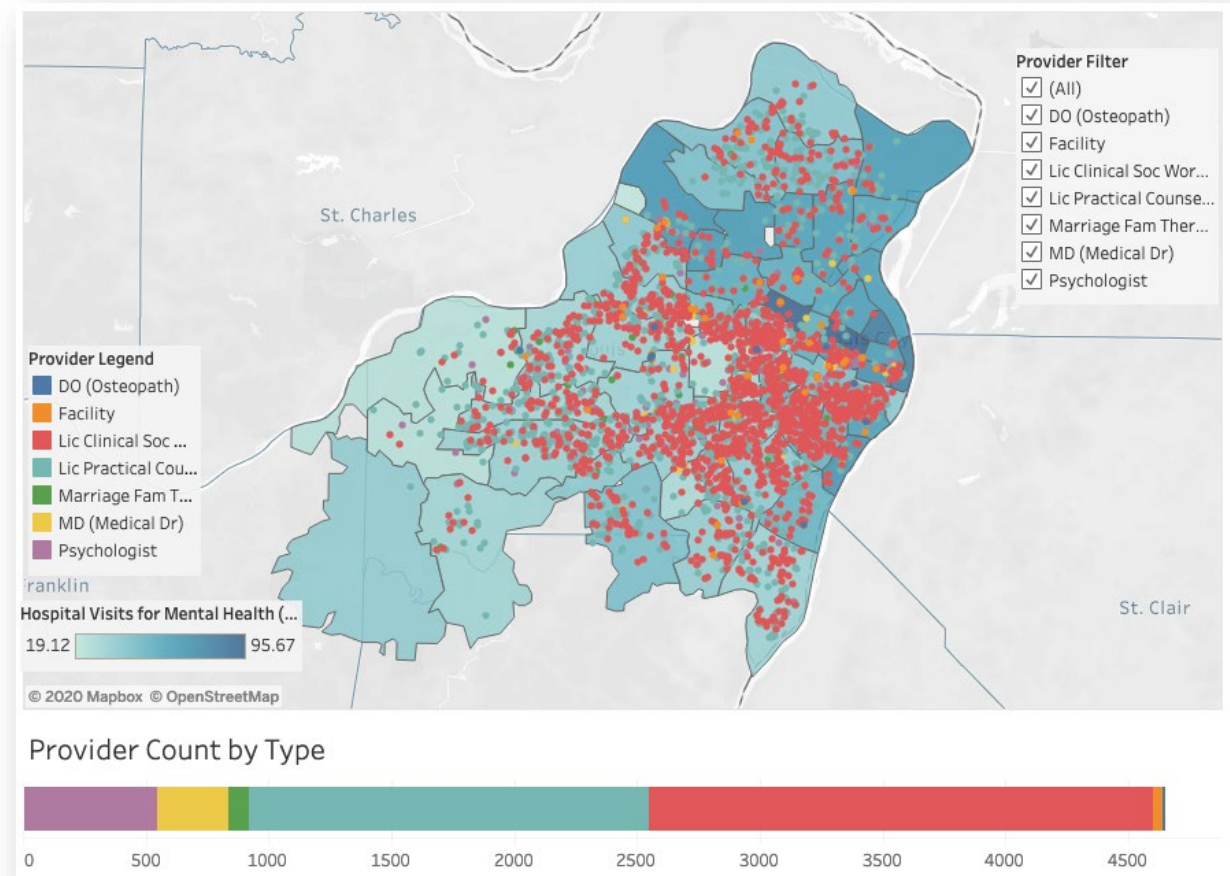 Provider Filter
(All)
DO (Osteopath)
Facility
Lic Clinical Soc Wor...
Lic Practical Counse...
Marriage Fam Ther...
MD (Medical Dr)
Psychologist
St. Charles
Provider Legend
DO (Osteopath)
Facility
Lic Clinical Soc ...
Lic Practical Cou...
Marriage Fam T...
MD (Medical Dr)
Psychologist
ranklin
Hospital Visits for Mental Health (...
19.12 95.67
St. Clair
© 2020 Mapbox © OpenStreetMap
Provider Count by Type
0 500 1000 1500 2000 2500 3000 3500 4000 4500